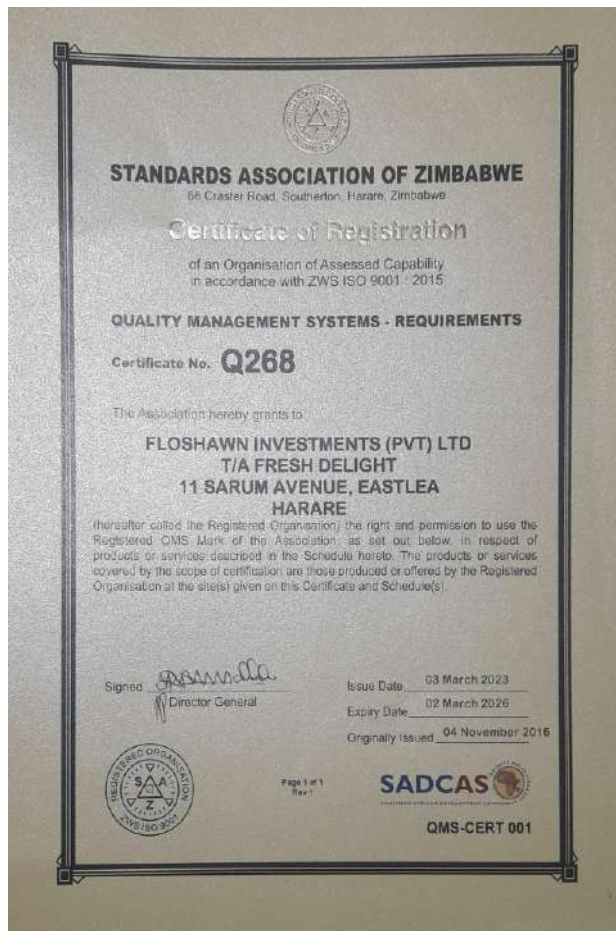 STANDARDS ASSOCIATION OF ZIMBABWE
66 Craster Road, Southerton, Harare, Zimbabwe
Certificate of Registration
of an Organisation of Assessed Capability
in accordance with ZWS ISO 9001 : 2015
QUALITY MANAGEMENT SYSTEMS - REQUIREMENTS
Certificate No. Q268
The Association hereby grants to
FLOSHAWN INVESTMENTS (PVT) LTD
T/A FRESH DELIGHT
11 SARUM AVENUE, EASTLEA
HARARE
(hereafter called the Registered Organisation) the right and permission to use the
Registered QMS Mark of the Association, as set out below, in respect of
products or services described in the Schedule hereto. The products or services
covered by the scope of certification are those produced or offered by the Registered
Organisation at the site(s) given on this Certificate and Schedule(s).
Signed
Director General
Issue Date 03 March 2023
Expiry Date 02 March 2026
Originally Issued 04 November 2016
REGISTERED ORGANISATION
S A
Z
ZWS ISO 9001
Page 1 of 1
Rev 1
SADCAS
QMS-CERT 001